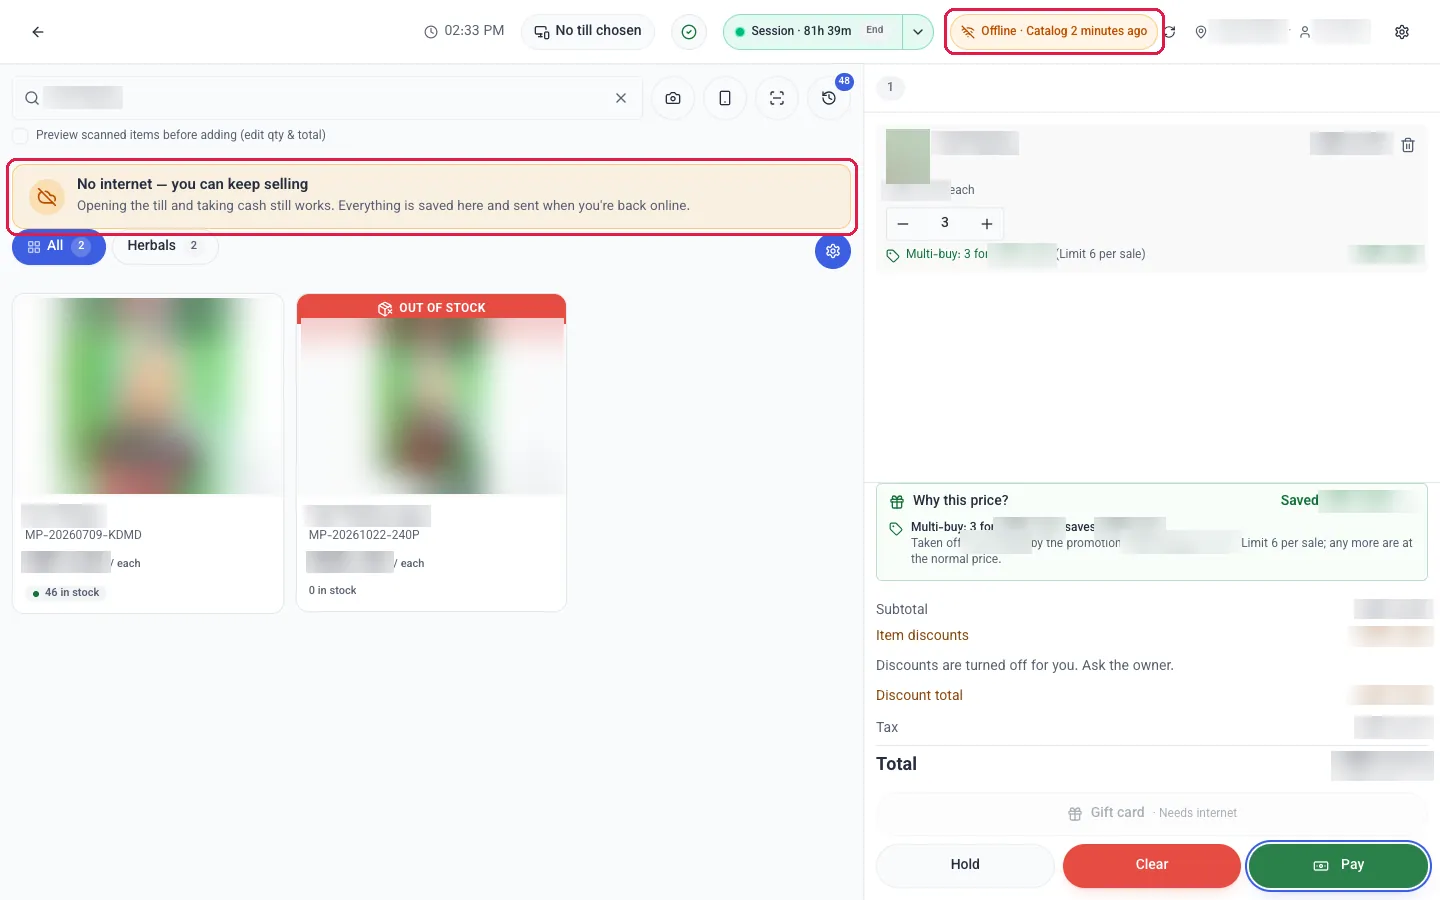 02:33 PM
No till chosen
Session · 81h 39m
End
Offline · Catalog 2 minutes ago
48
Preview scanned items before adding (edit qty & total)
No internet — you can keep selling
Opening the till and taking cash still works. Everything is saved here and sent when you're back online.
All 2
Herbals 2
MP-20260709-KDMD
/ each
46 in stock
OUT OF STOCK
MP-20261022-240P
/ each
0 in stock
1
each
− 3 +
Multi-buy: 3 for (Limit 6 per sale)
Why this price?
Saved
Multi-buy: 3 for saves
Taken off by the promotion Limit 6 per sale; any more are at
the normal price.
Subtotal
Item discounts
Discounts are turned off for you. Ask the owner.
Discount total
Tax
Total
Gift card · Needs internet
Hold
Clear
Pay